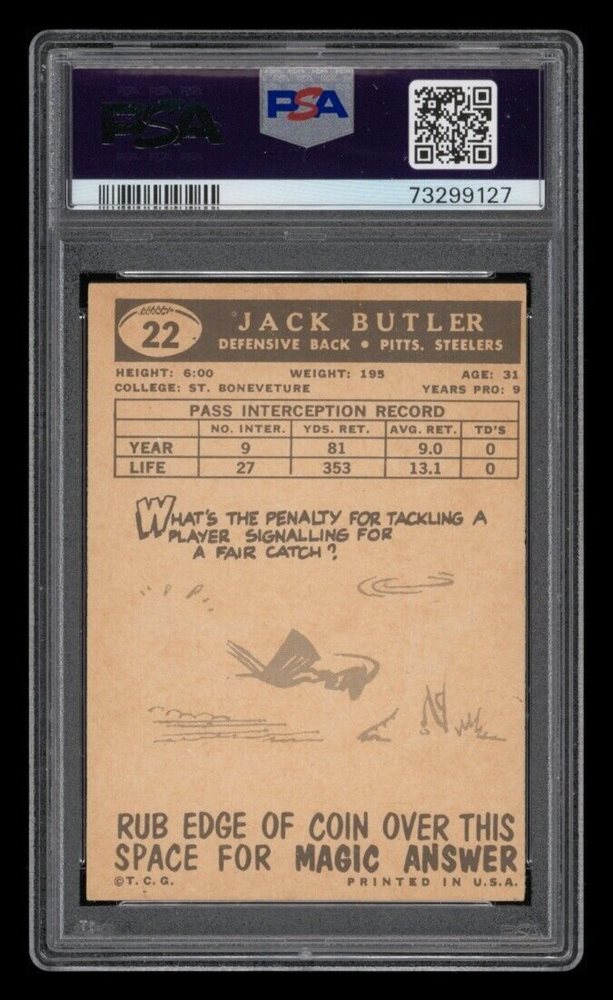 PSA
PSA
73299127
22
JACK BUTLER
DEFENSIVE BACK • PITTS. STEELERS
HEIGHT: 6:00 WEIGHT: 195 AGE: 31
COLLEGE: ST. BONEVETURE YEARS PRO: 9
PASS INTERCEPTION RECORD
NO. INTER. YDS. RET. AVG. RET. TD'S
YEAR 9 81 9.0 0
LIFE 27 353 13.1 0
WHAT'S THE PENALTY FOR TACKLING A
PLAYER SIGNALLING FOR
A FAIR CATCH?
RUB EDGE OF COIN OVER THIS
SPACE FOR MAGIC ANSWER
©T.C.G. PRINTED IN U.S.A.
PSA